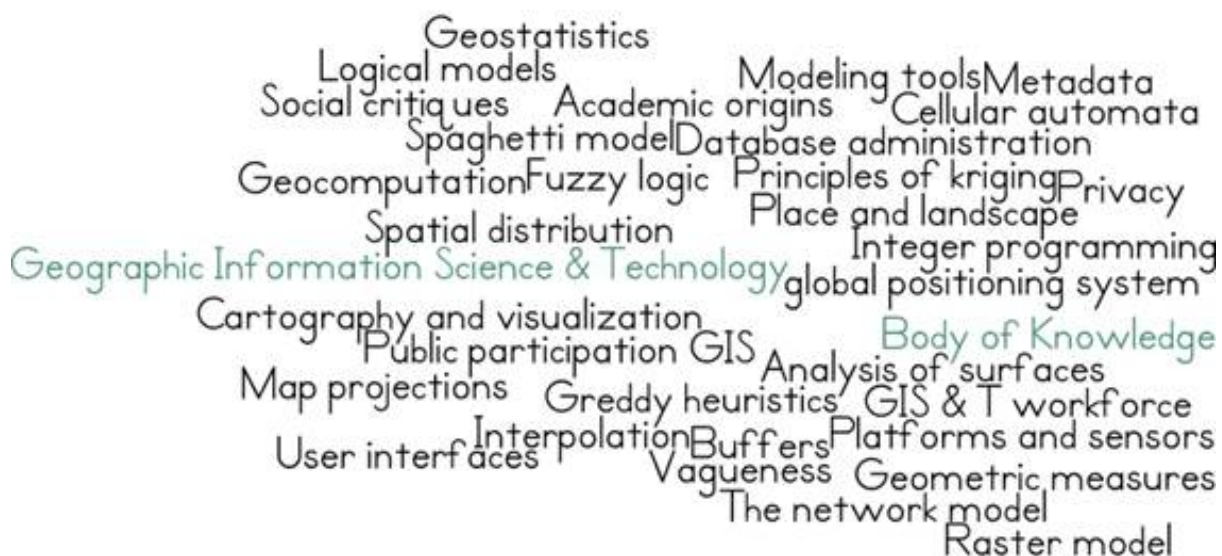 Geostatistics
Logical models
Modeling tools
Metadata
Social critiques
Academic origins
Cellular automata
Spaghetti model
Database administration
Geocomputation
Fuzzy logic
Principles of kriging
Privacy
Place and landscape
Spatial distribution
Integer programming
Geographic Information Science & Technology
global positioning system
Cartography and visualization
Body of Knowledge
Public participation GIS
Analysis of surfaces
Map projections
Greddy heuristics
GIS & T workforce
Interpolation
Buffers
Platforms and sensors
User interfaces
Vagueness
Geometric measures
The network model
Raster model